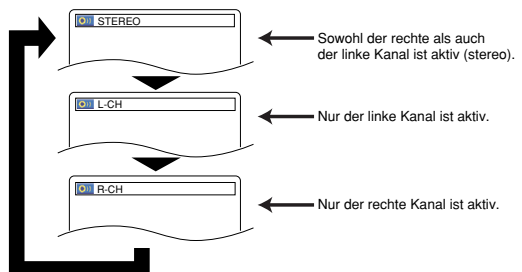 STEREO
Sowohl der rechte als auch
der linke Kanal ist aktiv (stereo).
L-CH
Nur der linke Kanal ist aktiv.
R-CH
Nur der rechte Kanal ist aktiv.